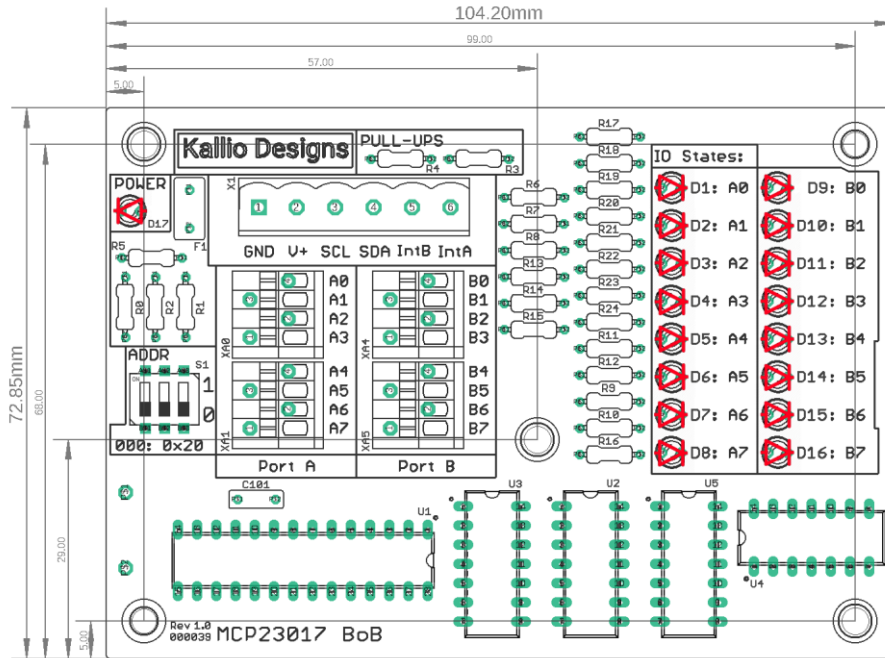 104.20mm
99.00
57.00
5.00
72.85mm
68.00
29.00
5.00
Kallio Designs
PULL-UPS
R4
R3
X1
1 2 3 4 5 6
GND V+ SCL SDA IntB IntA
POWER
D17
F1
R5
R0
R2
R1
ADDR
S1
ON
1
0
000: 0x20
A0
A1
A2
A3
XA0
A4
A5
A6
A7
XA1
Port A
B0
B1
B2
B3
XA4
B4
B5
B6
B7
XA5
Port B
R6
R7
R8
R13
R14
R15
R17
R18
R19
R20
R21
R22
R23
R24
R11
R12
R9
R10
R16
IO States:
D1: A0 D9: B0
D2: A1 D10: B1
D3: A2 D11: B2
D4: A3 D12: B3
D5: A4 D13: B4
D6: A5 D14: B5
D7: A6 D15: B6
D8: A7 D16: B7
C101
U1
U3
U2
U5
U4
Rev 1.0
000039
MCP23017 BoB